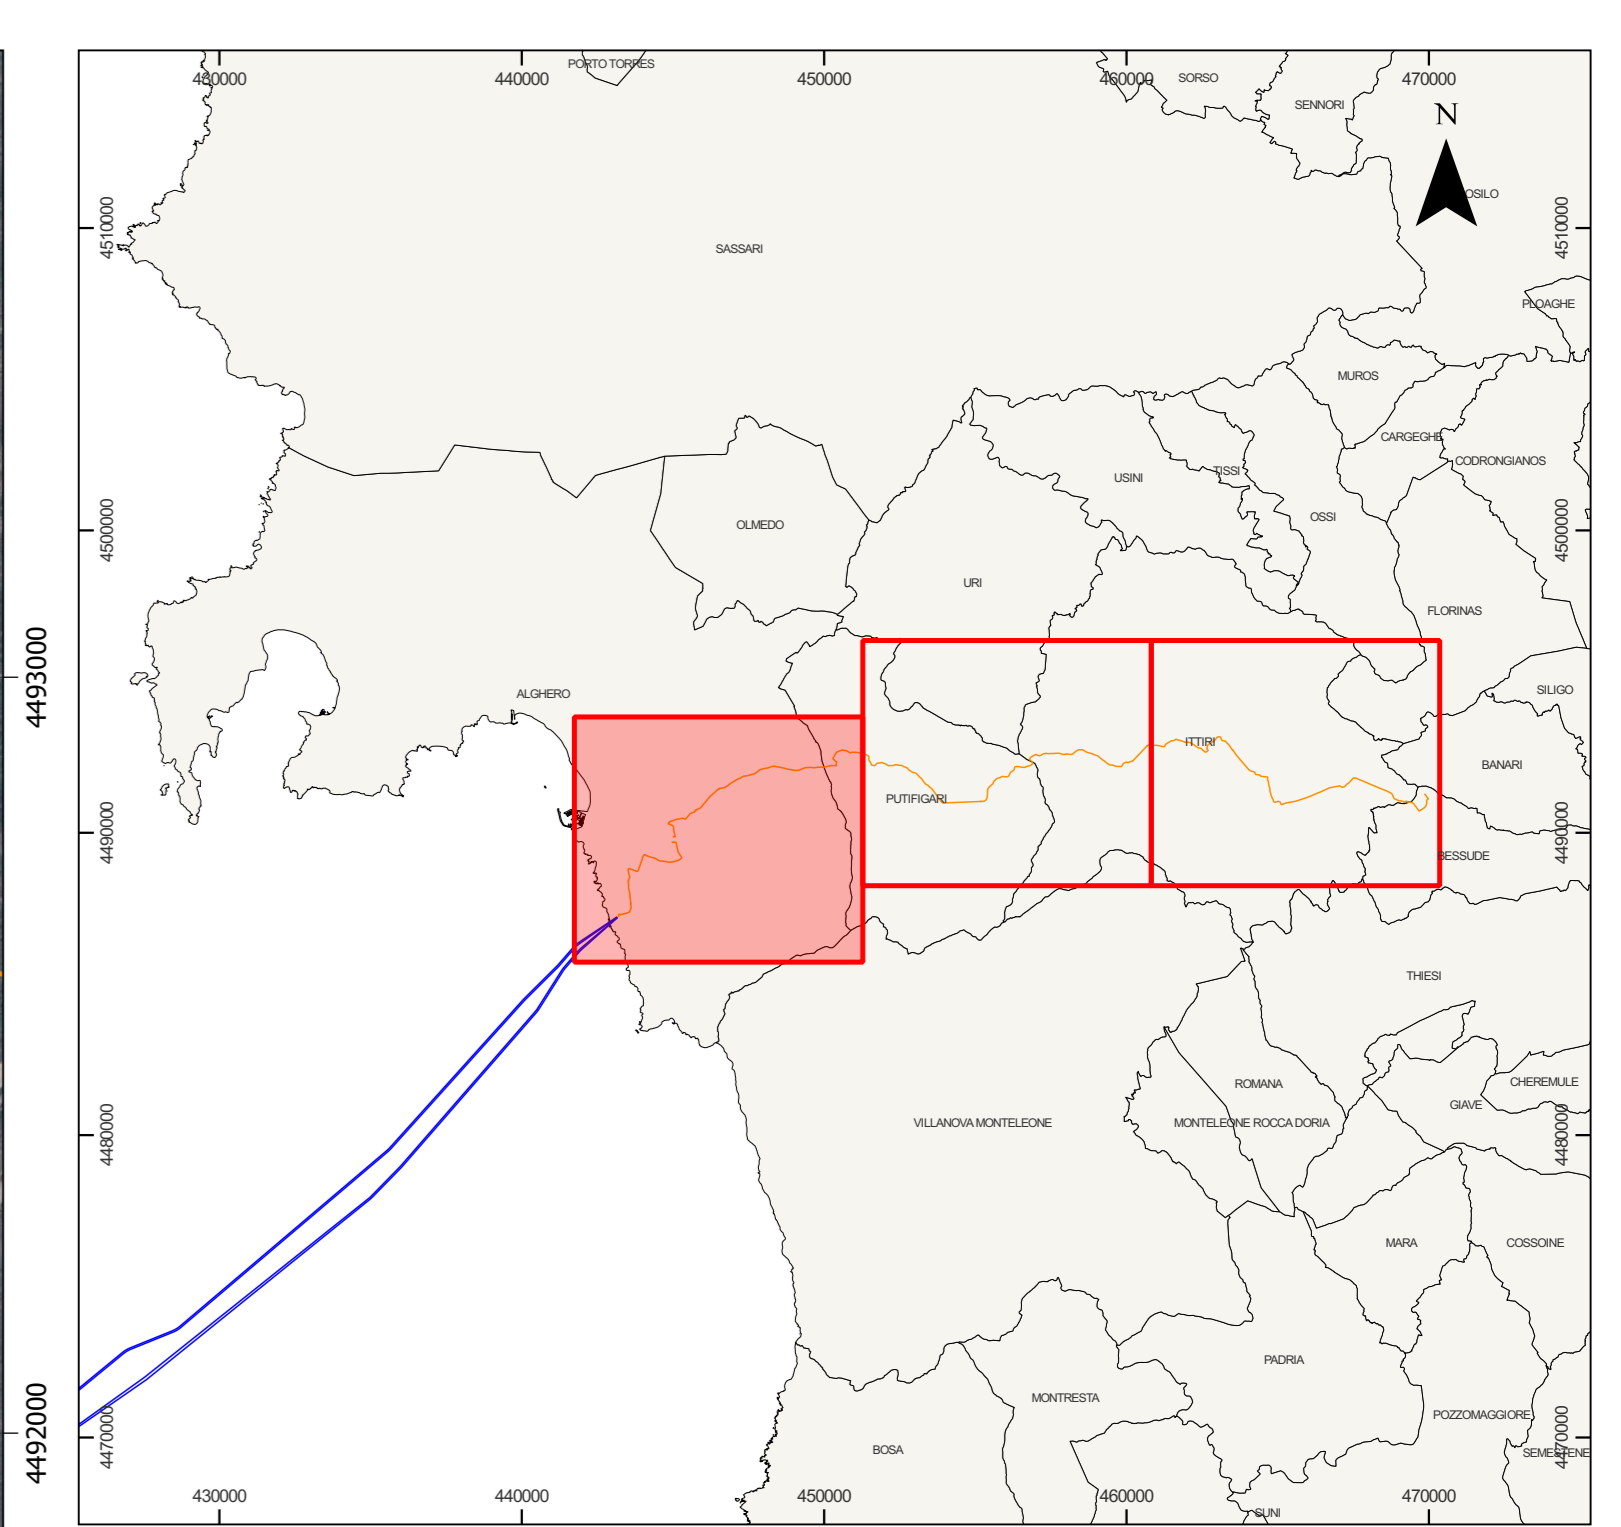 430000
440000
PORTO TORRES
450000
460000
SORSO
470000
SENNORI
N
OSILO
4510000
4510000
SASSARI
PLOAGHE
MUROS
CARGEGHE
CODRONGIANOS
USINI
TISSI
OSSI
OLMEDO
4500000
4500000
URI
FLORINAS
4493000
ALGHERO
SILIGO
ITTIRI
BANARI
PUTIFIGARI
4490000
4490000
BESSUDE
THIESI
ROMANA
CHEREMULE
GIAVE
VILLANOVA MONTELEONE
MONTELEONE ROCCA DORIA
4480000
4480000
MARA
COSSOINE
PADRIA
MONTRESTA
POZZOMAGGIORE
4492000
4470000
4470000
BOSA
SEMESTENE
430000
440000
450000
460000
470000
SUNI